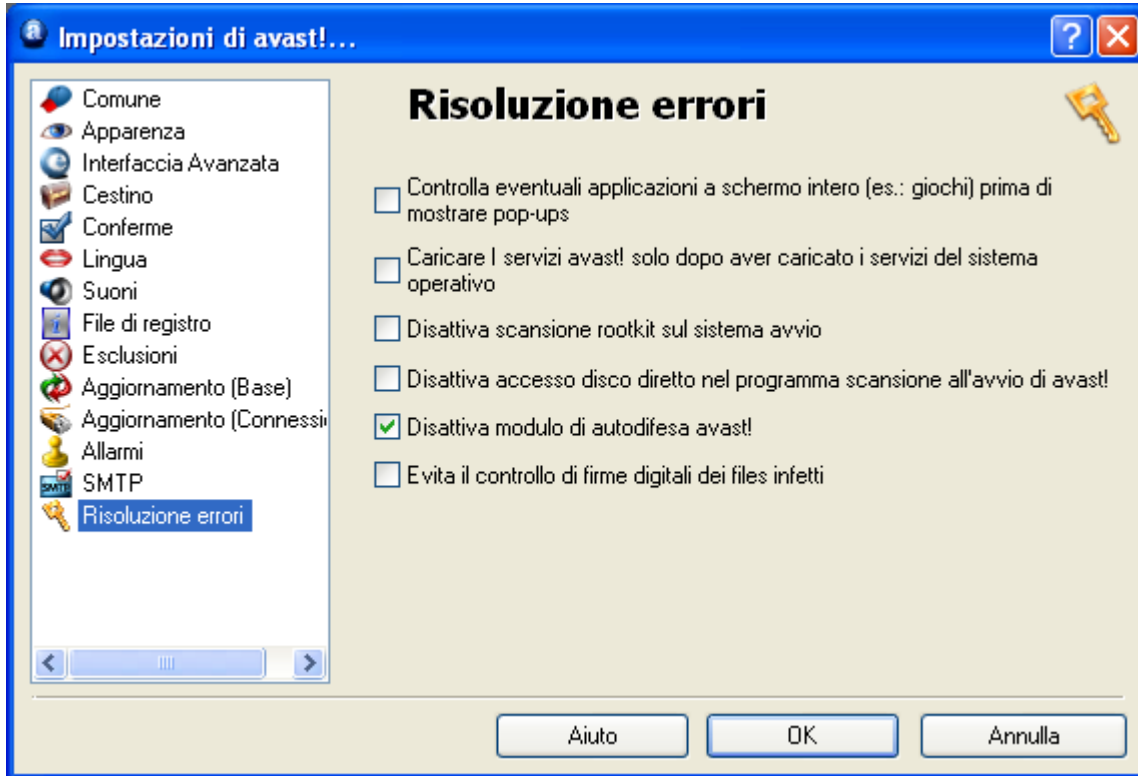 Impostazioni di avast!...
Comune
Apparenza
Interfaccia Avanzata
Cestino
Conferme
Lingua
Suoni
File di registro
Esclusioni
Aggiornamento (Base)
Aggiornamento (Connessi
Allarmi
SMTP
Risoluzione errori
Risoluzione errori
Controlla eventuali applicazioni a schermo intero (es.: giochi) prima di
mostrare pop-ups
Caricare I servizi avast! solo dopo aver caricato i servizi del sistema
operativo
Disattiva scansione rootkit sul sistema avvio
Disattiva accesso disco diretto nel programma scansione all'avvio di avast!
Disattiva modulo di autodifesa avast!
Evita il controllo di firme digitali dei files infetti
Aiuto
OK
Annulla